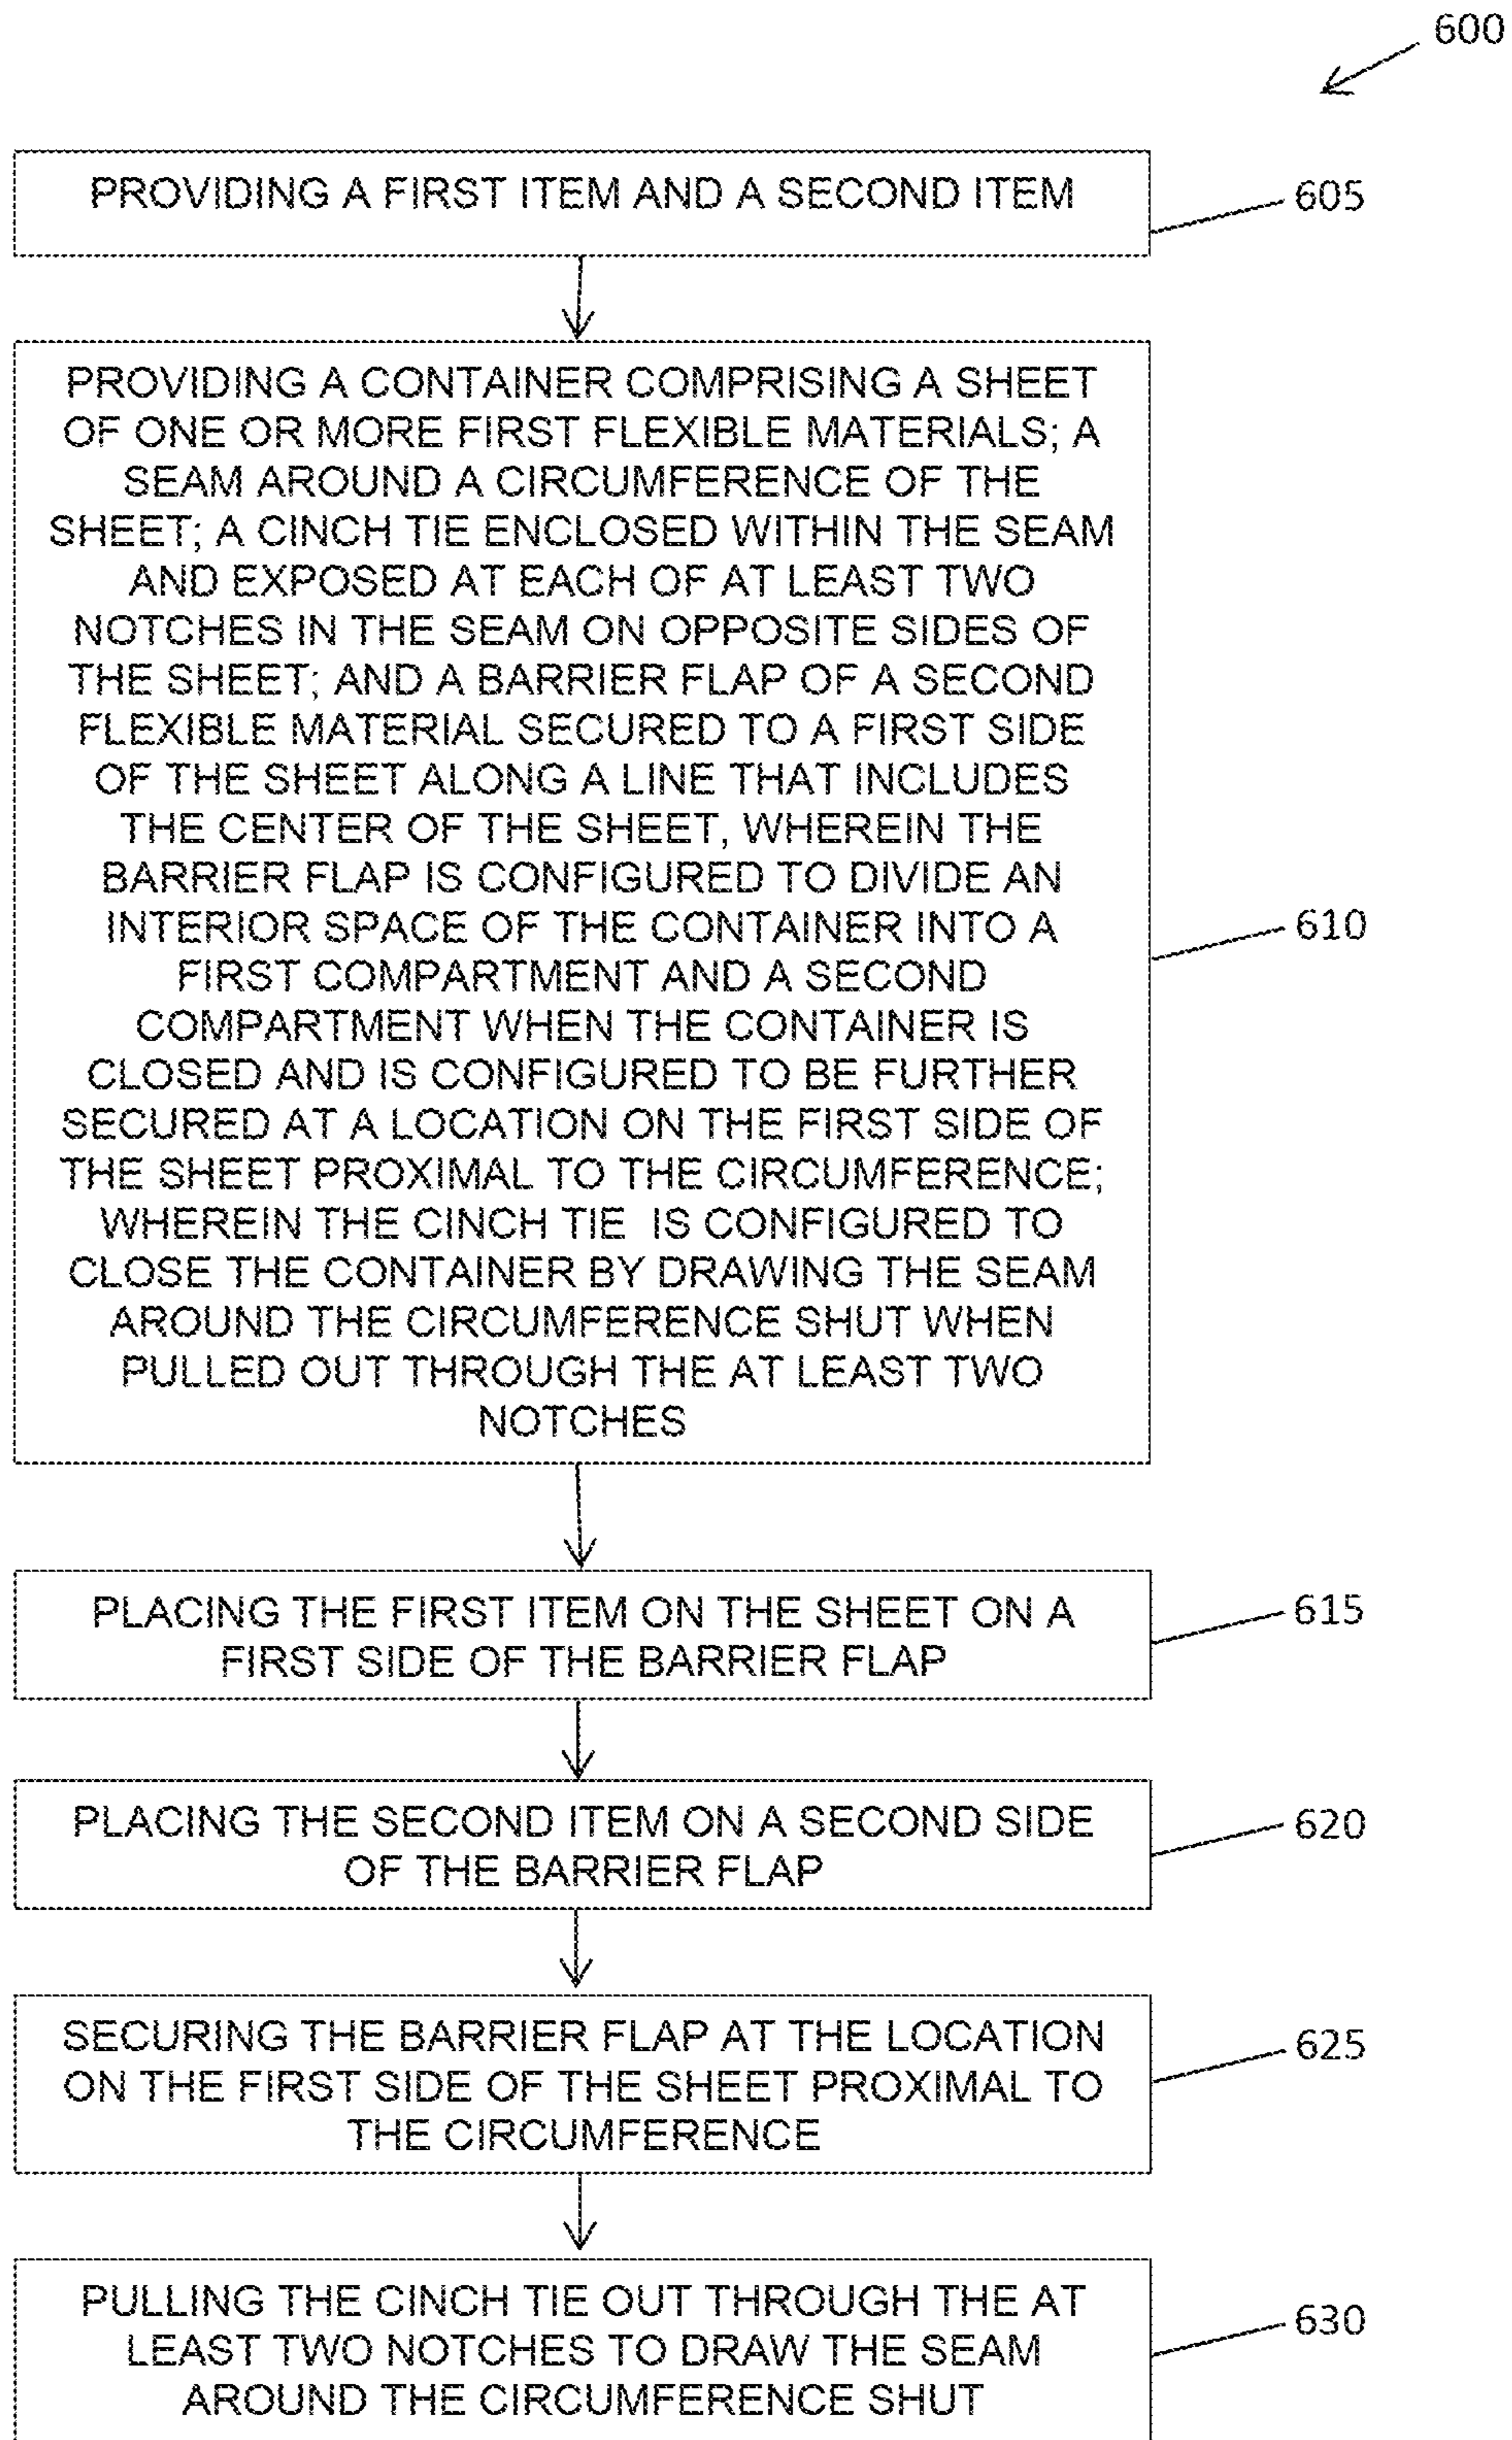 600
PROVIDING A FIRST ITEM AND A SECOND ITEM
605
PROVIDING A CONTAINER COMPRISING A SHEET
OF ONE OR MORE FIRST FLEXIBLE MATERIALS; A
SEAM AROUND A CIRCUMFERENCE OF THE
SHEET; A CINCH TIE ENCLOSED WITHIN THE SEAM
AND EXPOSED AT EACH OF AT LEAST TWO
NOTCHES IN THE SEAM ON OPPOSITE SIDES OF
THE SHEET; AND A BARRIER FLAP OF A SECOND
FLEXIBLE MATERIAL SECURED TO A FIRST SIDE
OF THE SHEET ALONG A LINE THAT INCLUDES
THE CENTER OF THE SHEET, WHEREIN THE
BARRIER FLAP IS CONFIGURED TO DIVIDE AN
INTERIOR SPACE OF THE CONTAINER INTO A
FIRST COMPARTMENT AND A SECOND
COMPARTMENT WHEN THE CONTAINER IS
CLOSED AND IS CONFIGURED TO BE FURTHER
SECURED AT A LOCATION ON THE FIRST SIDE OF
THE SHEET PROXIMAL TO THE CIRCUMFERENCE;
WHEREIN THE CINCH TIE IS CONFIGURED TO
CLOSE THE CONTAINER BY DRAWING THE SEAM
AROUND THE CIRCUMFERENCE SHUT WHEN
PULLED OUT THROUGH THE AT LEAST TWO
NOTCHES
610
PLACING THE FIRST ITEM ON THE SHEET ON A
FIRST SIDE OF THE BARRIER FLAP
615
PLACING THE SECOND ITEM ON A SECOND SIDE
OF THE BARRIER FLAP
620
SECURING THE BARRIER FLAP AT THE LOCATION
ON THE FIRST SIDE OF THE SHEET PROXIMAL TO
THE CIRCUMFERENCE
625
PULLING THE CINCH TIE OUT THROUGH THE AT
LEAST TWO NOTCHES TO DRAW THE SEAM
AROUND THE CIRCUMFERENCE SHUT
630